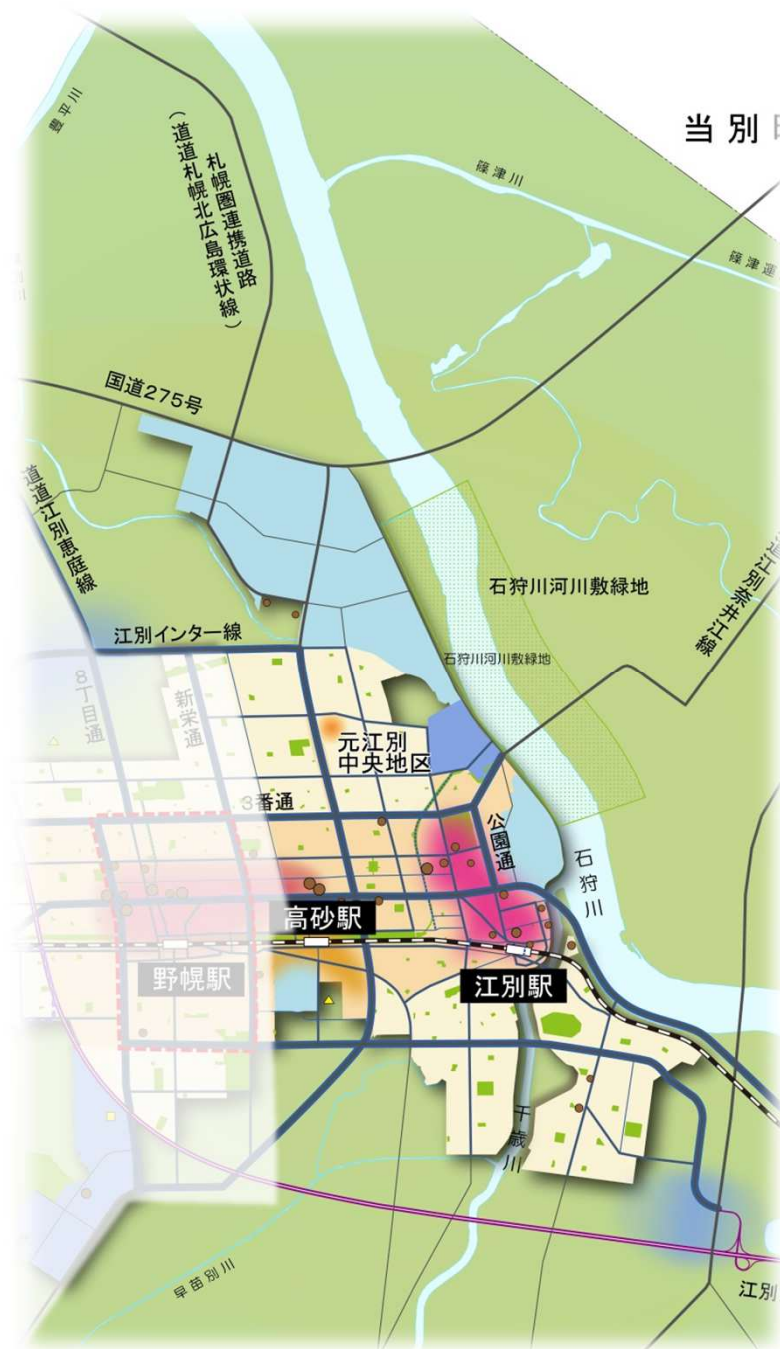 当別
豊平川
札幌圏連携道路
(道道札幌北広島環状線)
篠津川
篠津運
国道275号
道道江別恵庭線
江別インター線
石狩川河川敷緑地
石狩川河川敷緑地
道江別奈井江線
8丁目通
新栄通
元江別
中央地区
3番通
公園通
石狩川
高砂駅
野幌駅
江別駅
千歳川
早苗別川
江別